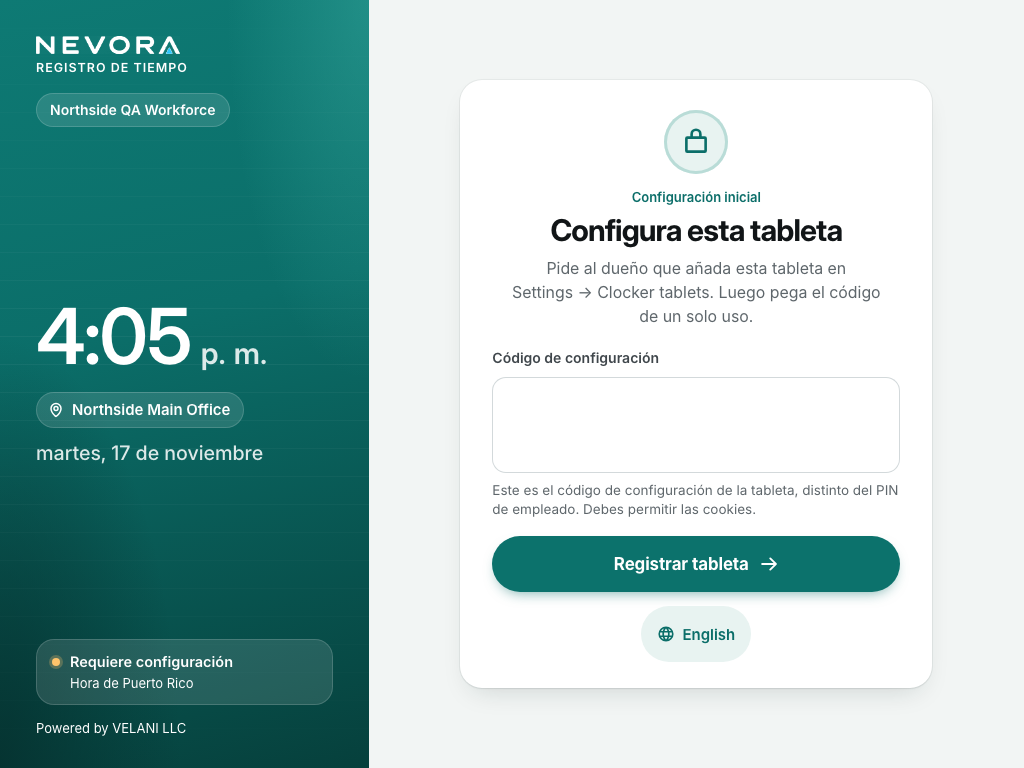 NEVORA
REGISTRO DE TIEMPO
Northside QA Workforce
4:05 p. m.
Northside Main Office
martes, 17 de noviembre
Requiere configuración
Hora de Puerto Rico
Powered by VELANI LLC
Configuración inicial
Configura esta tableta
Pide al dueño que añada esta tableta en
Settings → Clocker tablets. Luego pega el código
de un solo uso.
Código de configuración
Este es el código de configuración de la tableta, distinto del PIN
de empleado. Debes permitir las cookies.
Registrar tableta →
English